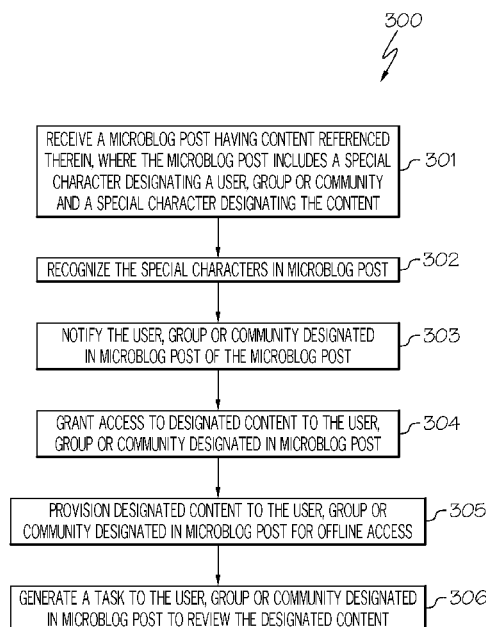 300
RECEIVE A MICROBLOG POST HAVING CONTENT REFERENCED
THEREIN, WHERE THE MICROBLOG POST INCLUDES A SPECIAL
CHARACTER DESIGNATING A USER, GROUP OR COMMUNITY
AND A SPECIAL CHARACTER DESIGNATING THE CONTENT
301
RECOGNIZE THE SPECIAL CHARACTERS IN MICROBLOG POST
302
NOTIFY THE USER, GROUP OR COMMUNITY DESIGNATED
IN MICROBLOG POST OF THE MICROBLOG POST
303
GRANT ACCESS TO DESIGNATED CONTENT TO THE USER,
GROUP OR COMMUNITY DESIGNATED IN MICROBLOG POST
304
PROVISION DESIGNATED CONTENT TO THE USER, GROUP OR
COMMUNITY DESIGNATED IN MICROBLOG POST FOR OFFLINE ACCESS
305
GENERATE A TASK TO THE USER, GROUP OR COMMUNITY DESIGNATED
IN MICROBLOG POST TO REVIEW THE DESIGNATED CONTENT
306